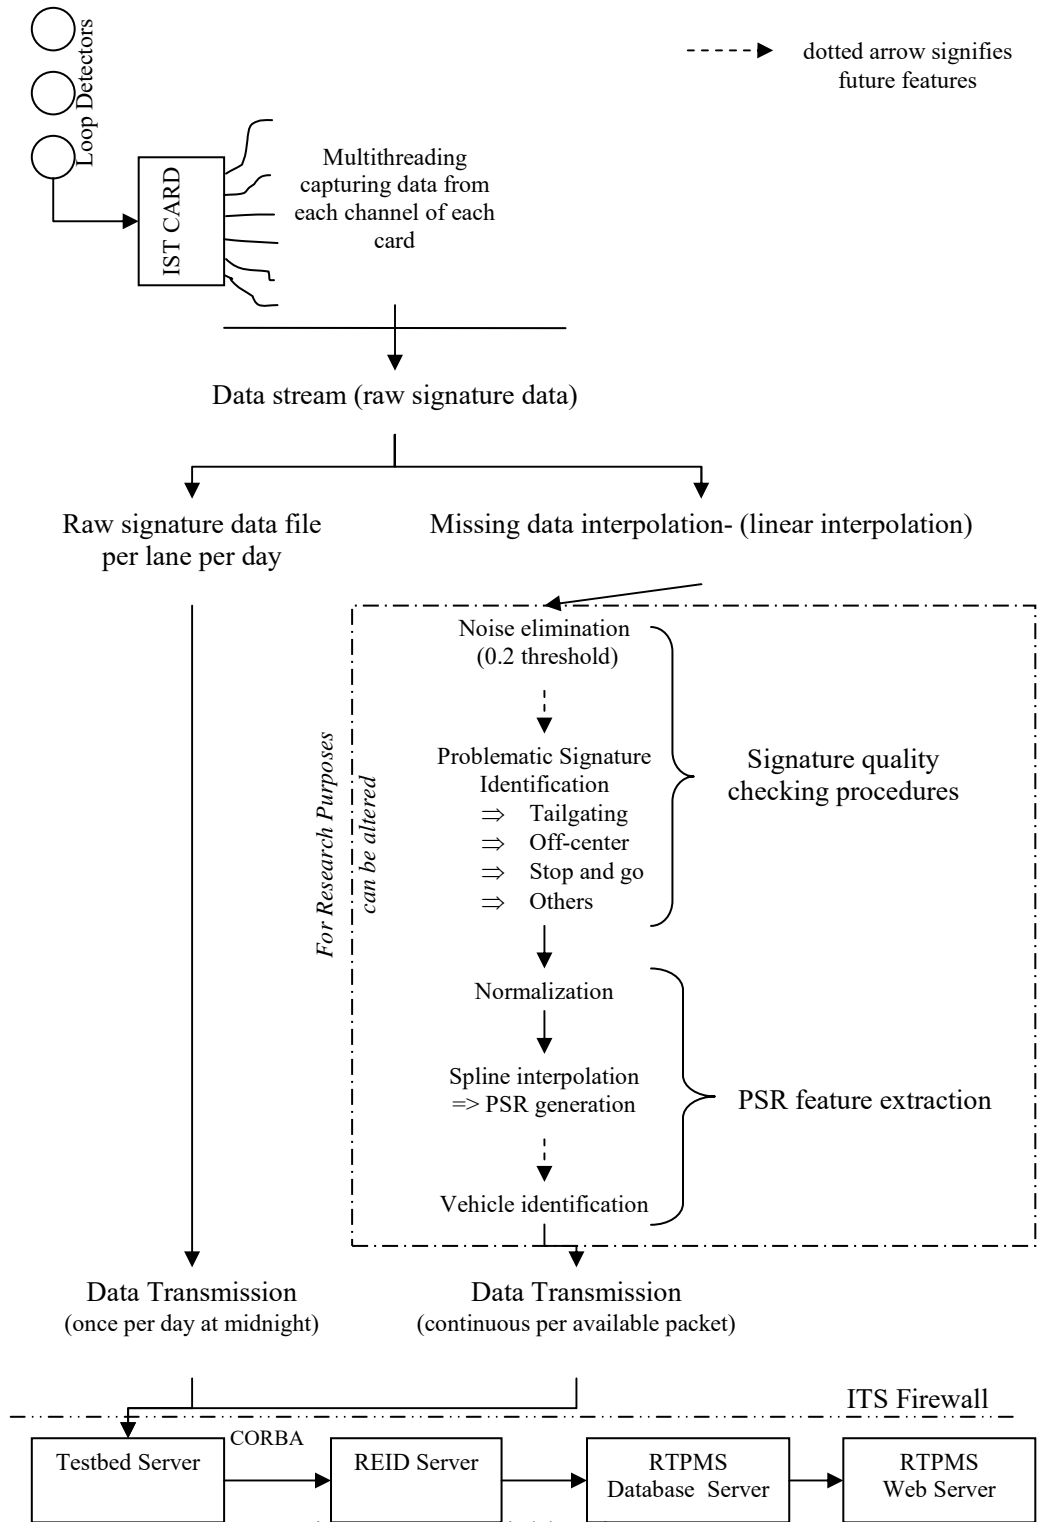 Loop Detectors
dotted arrow signifies
future features
IST CARD
Multithreading
capturing data from
each channel of each
card
Data stream (raw signature data)
Raw signature data file
per lane per day
Missing data interpolation- (linear interpolation)
For Research Purposes
can be altered
Noise elimination
(0.2 threshold)
Problematic Signature
Identification
⇒ Tailgating
⇒ Off-center
⇒ Stop and go
⇒ Others
Signature quality
checking procedures
Normalization
Spline interpolation
=> PSR generation
Vehicle identification
PSR feature extraction
Data Transmission
(once per day at midnight)
Data Transmission
(continuous per available packet)
ITS Firewall
Testbed Server
CORBA
REID Server
RTPMS
Database Server
RTPMS
Web Server